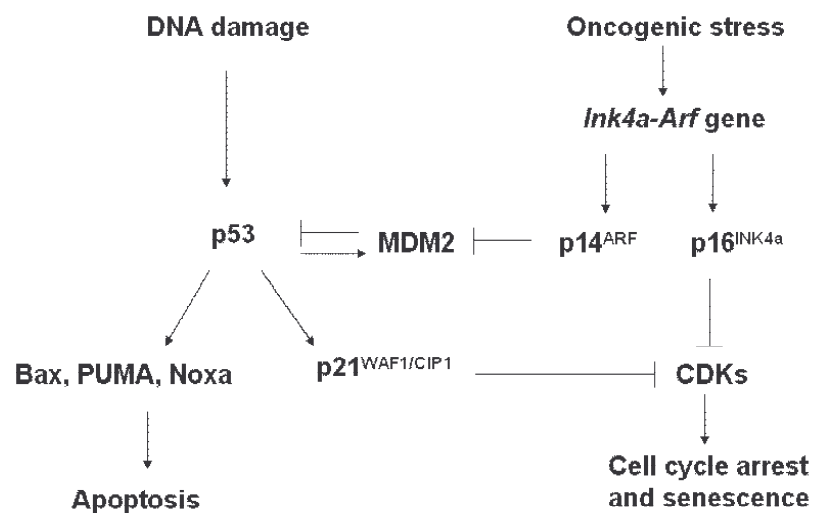 DNA damage
Oncogenic stress
Ink4a-Arf gene
p53
MDM2
p14ARF
p16INK4a
Bax, PUMA, Noxa
p21WAF1/CIP1
CDKs
Apoptosis
Cell cycle arrest
and senescence